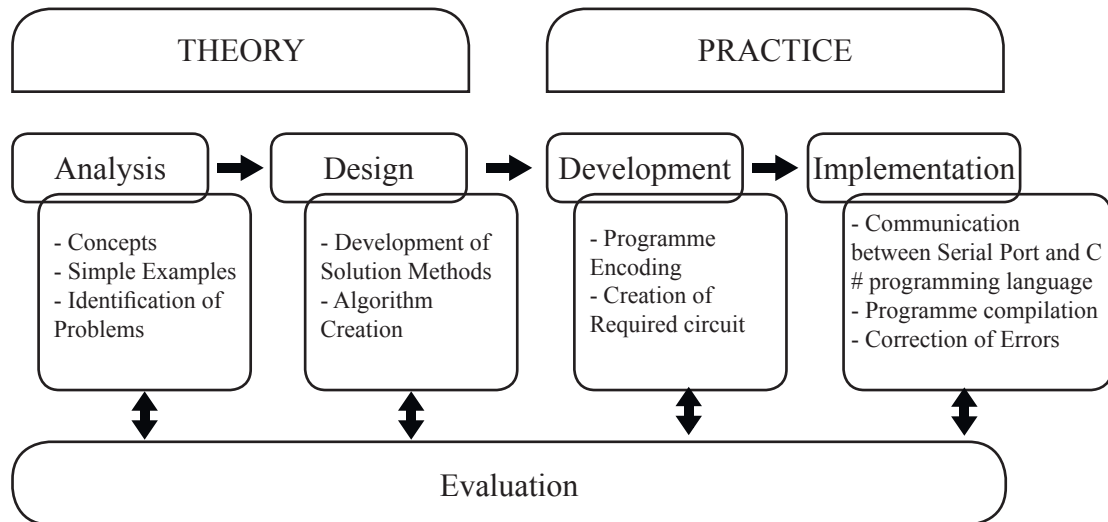 THEORY
PRACTICE
Analysis
Design
Development
Implementation
- Concepts
- Simple Examples
- Identification of
Problems
- Development of
Solution Methods
- Algorithm
Creation
- Programme
Encoding
- Creation of
Required circuit
- Communication
between Serial Port and C
# programming language
- Programme compilation
- Correction of Errors
Evaluation